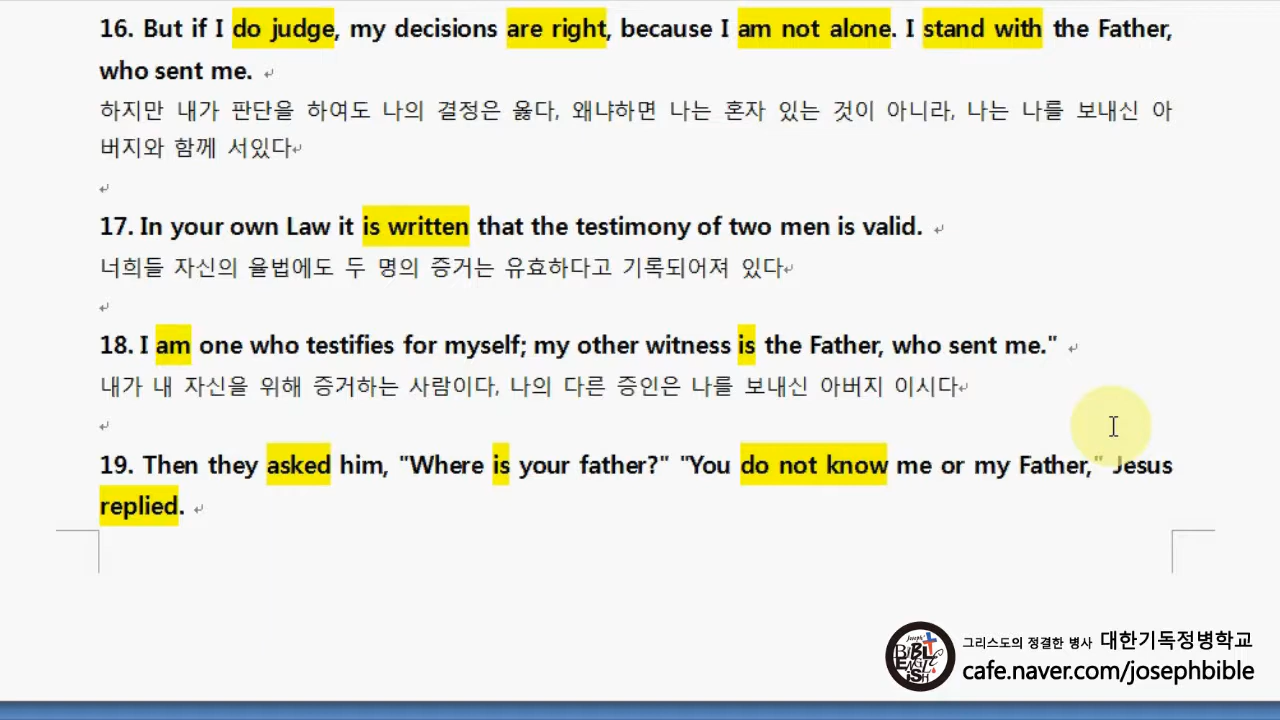 16. But if I do judge, my decisions are right, because I am not alone. I stand with the Father,
who sent me.
하지만 내가 판단을 하여도 나의 결정은 옳다, 왜냐하면 나는 혼자 있는 것이 아니라, 나는 나를 보내신 아
버지와 함께 서있다
17. In your own Law it is written that the testimony of two men is valid.
너희들 자신의 율법에도 두 명의 증거는 유효하다고 기록되어져 있다
18. I am one who testifies for myself; my other witness is the Father, who sent me."
내가 내 자신을 위해 증거하는 사람이다, 나의 다른 증인은 나를 보내신 아버지 이시다
19. Then they asked him, "Where is your father?" "You do not know me or my Father," Jesus
replied.
Joseph'
BIBLE
ENGLISH
그리스도의 정결한 병사 대한기독정병학교
cafe.naver.com/josephbible